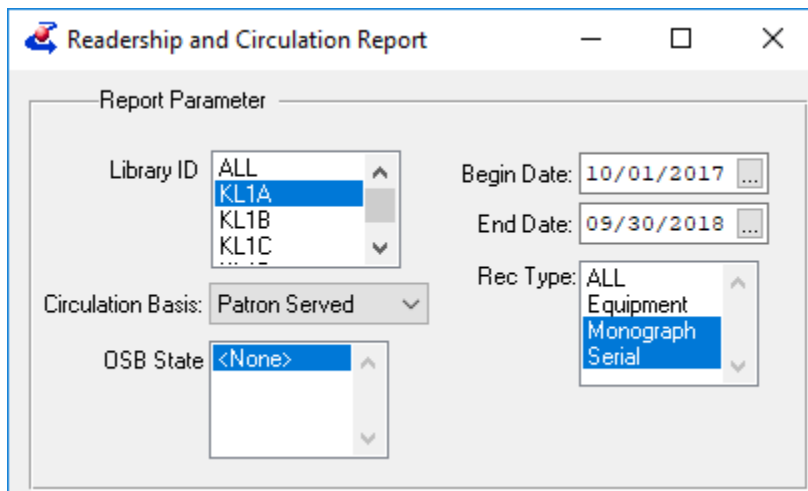 Readership and Circulation Report
Report Parameter
Library ID
ALL
KL1A
KL1B
KL1C
Begin Date: 10/01/2017 ...
End Date: 09/30/2018 ...
Rec Type:
ALL
Equipment
Monograph
Serial
Circulation Basis: Patron Served
OSB State <None>